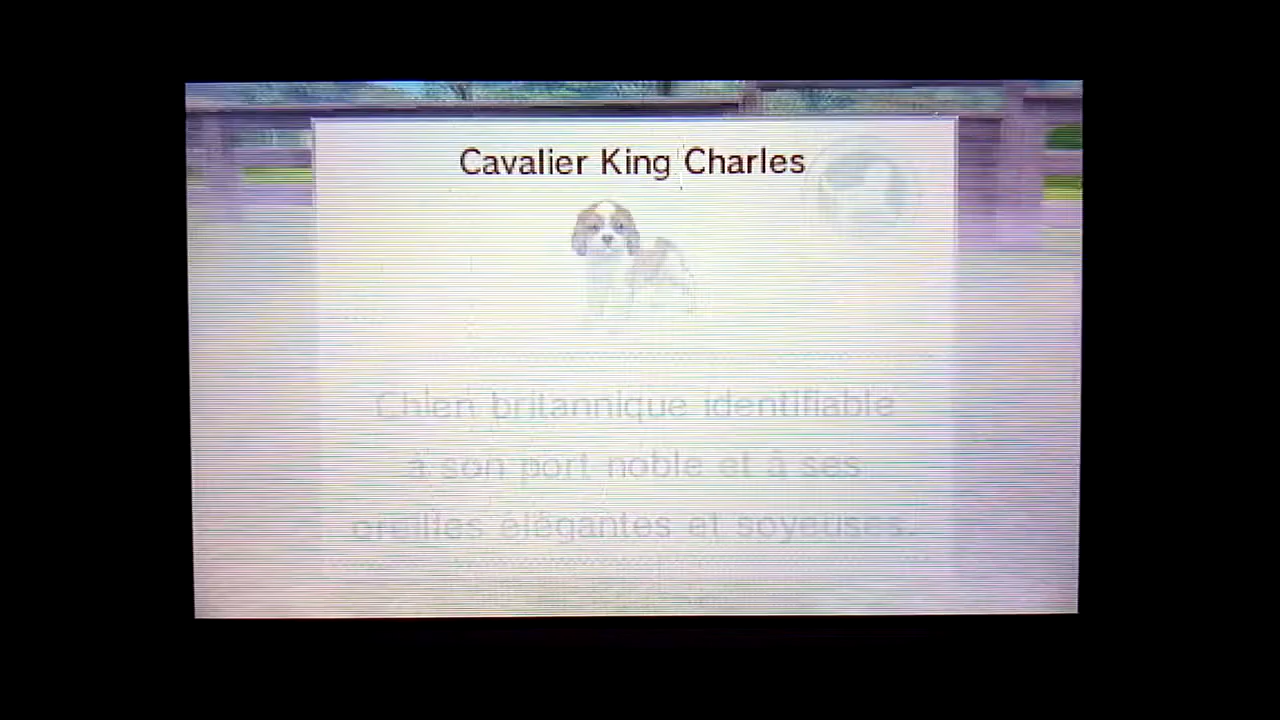 Cavalier King Charles
Chien britannique identifiable
à son port noble et à ses
oreilles élégantes et soyeuses.